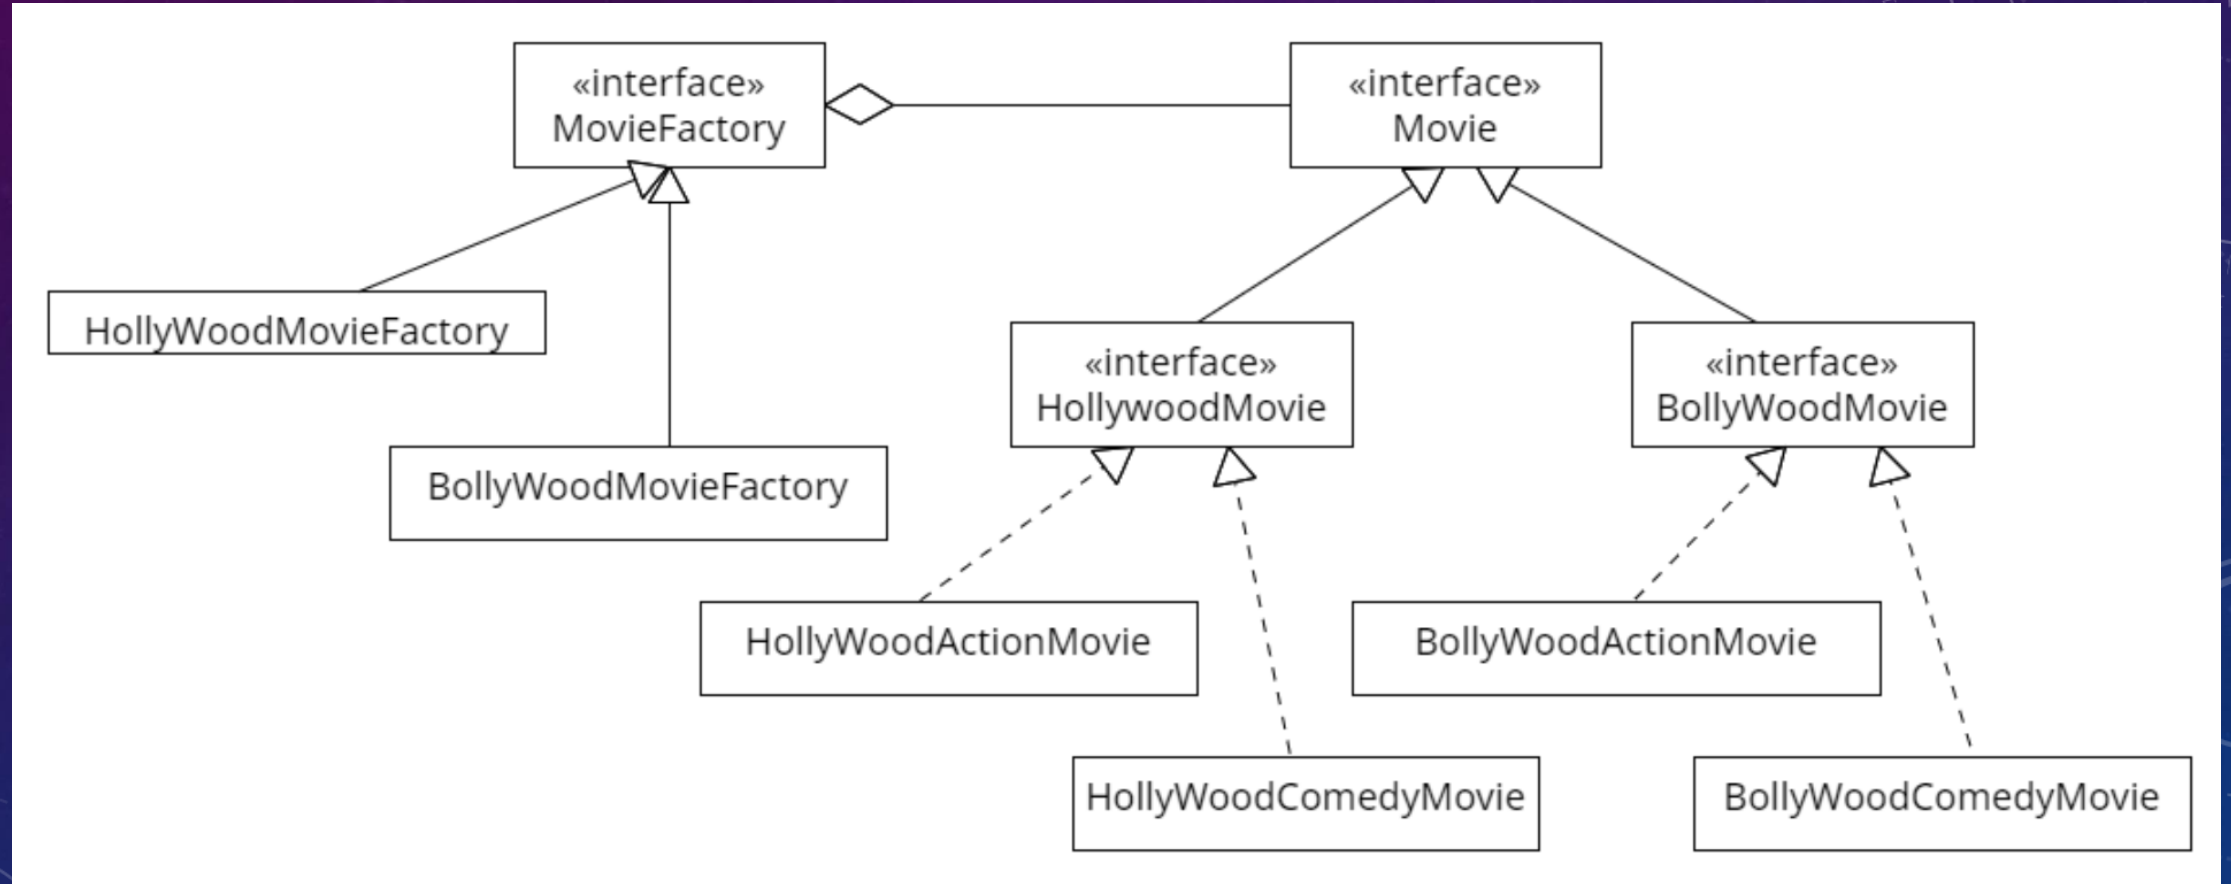 «interface»
MovieFactory
«interface»
Movie
HollyWoodMovieFactory
«interface»
HollywoodMovie
«interface»
BollyWoodMovie
BollyWoodMovieFactory
HollyWoodActionMovie
BollyWoodActionMovie
HollyWoodComedyMovie
BollyWoodComedyMovie